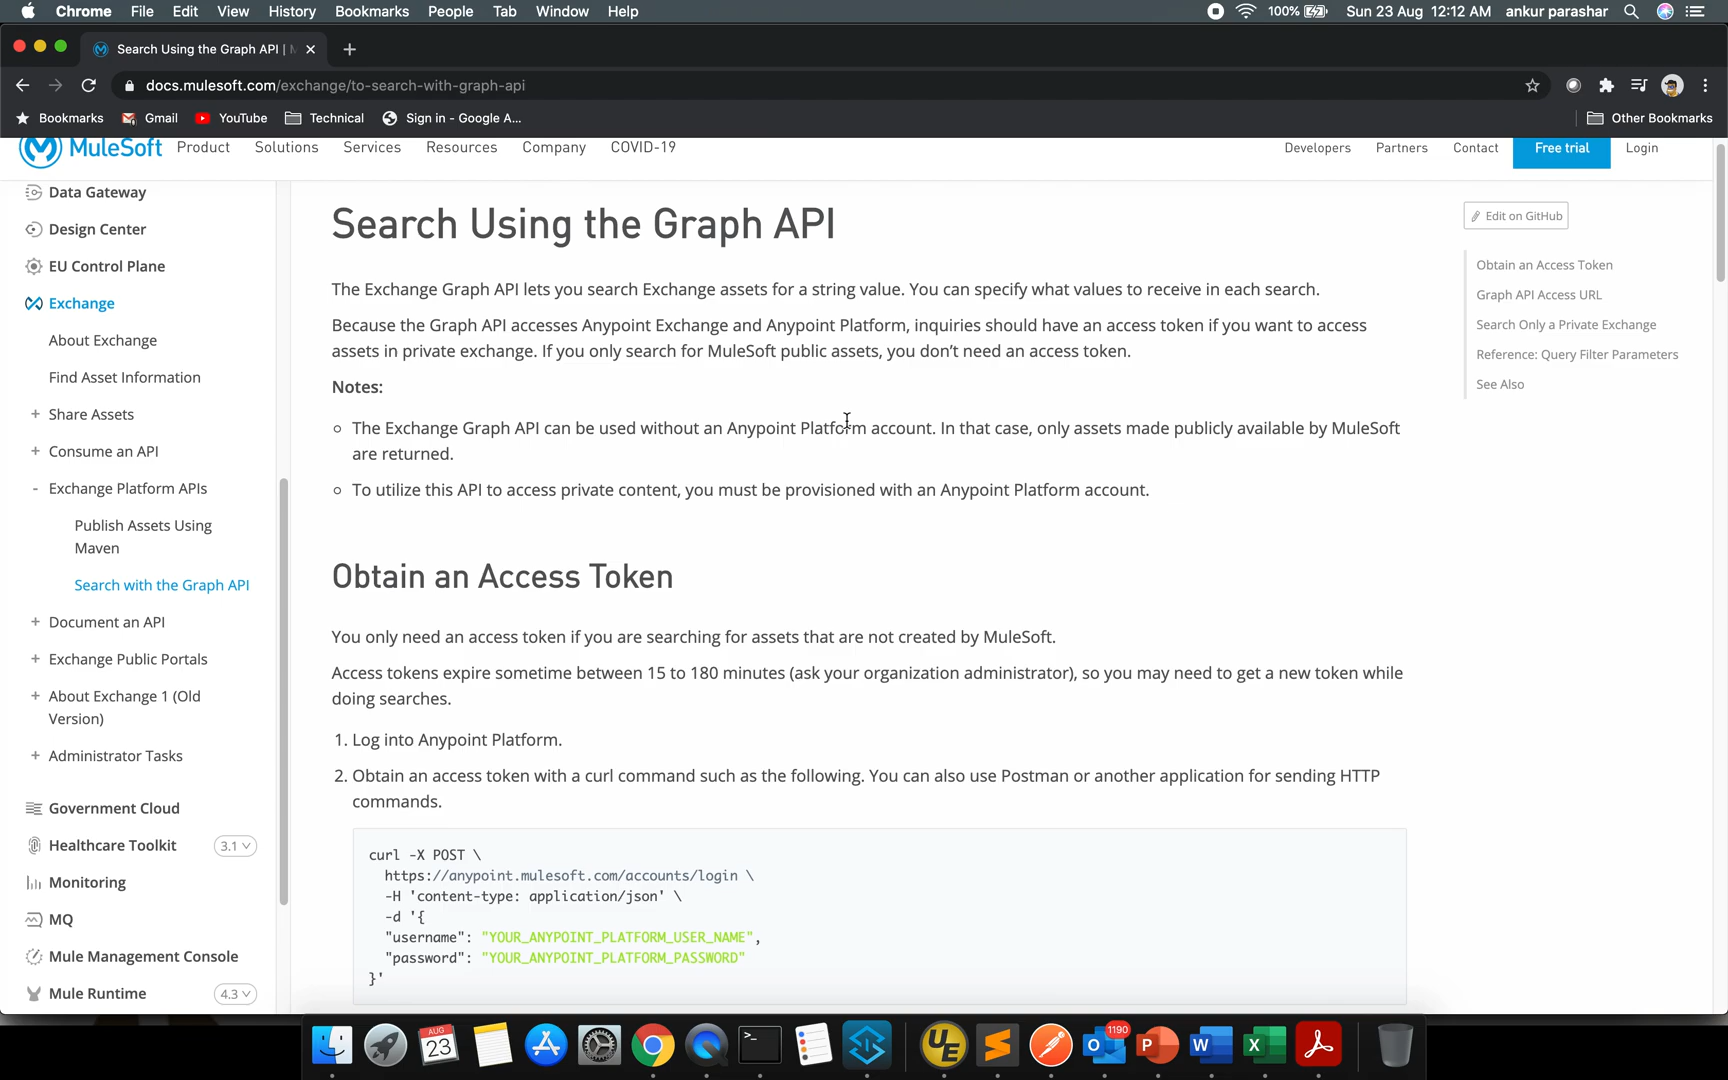 Chrome File Edit View History Bookmarks People Tab Window Help 100% Sun 23 Aug 12:12 AM ankur parashar
Search Using the Graph API |
docs.mulesoft.com/exchange/to-search-with-graph-api
Bookmarks Gmail YouTube Technical Sign in - Google A... Other Bookmarks
MuleSoft Product Solutions Services Resources Company COVID-19 Developers Partners Contact Free trial Login
Data Gateway
Design Center
EU Control Plane
Exchange
About Exchange
Find Asset Information
+ Share Assets
+ Consume an API
- Exchange Platform APIs
Publish Assets Using
Maven
Search with the Graph API
+ Document an API
+ Exchange Public Portals
+ About Exchange 1 (Old
Version)
+ Administrator Tasks
Government Cloud
Healthcare Toolkit 3.1
Monitoring
MQ
Mule Management Console
Mule Runtime 4.3
Search Using the Graph API
The Exchange Graph API lets you search Exchange assets for a string value. You can specify what values to receive in each search.
Because the Graph API accesses Anypoint Exchange and Anypoint Platform, inquiries should have an access token if you want to access
assets in private exchange. If you only search for MuleSoft public assets, you don't need an access token.
Notes:
The Exchange Graph API can be used without an Anypoint Platform account. In that case, only assets made publicly available by MuleSoft
are returned.
To utilize this API to access private content, you must be provisioned with an Anypoint Platform account.
Obtain an Access Token
You only need an access token if you are searching for assets that are not created by MuleSoft.
Access tokens expire sometime between 15 to 180 minutes (ask your organization administrator), so you may need to get a new token while
doing searches.
1. Log into Anypoint Platform.
2. Obtain an access token with a curl command such as the following. You can also use Postman or another application for sending HTTP
commands.
curl -X POST \
https://anypoint.mulesoft.com/accounts/login \
-H 'content-type: application/json' \
-d '{
"username": "YOUR_ANYPOINT_PLATFORM_USER_NAME",
"password": "YOUR_ANYPOINT_PLATFORM_PASSWORD"
}'
Edit on GitHub
Obtain an Access Token
Graph API Access URL
Search Only a Private Exchange
Reference: Query Filter Parameters
See Also
AUG
23
>_
UE
1190
P
W
X